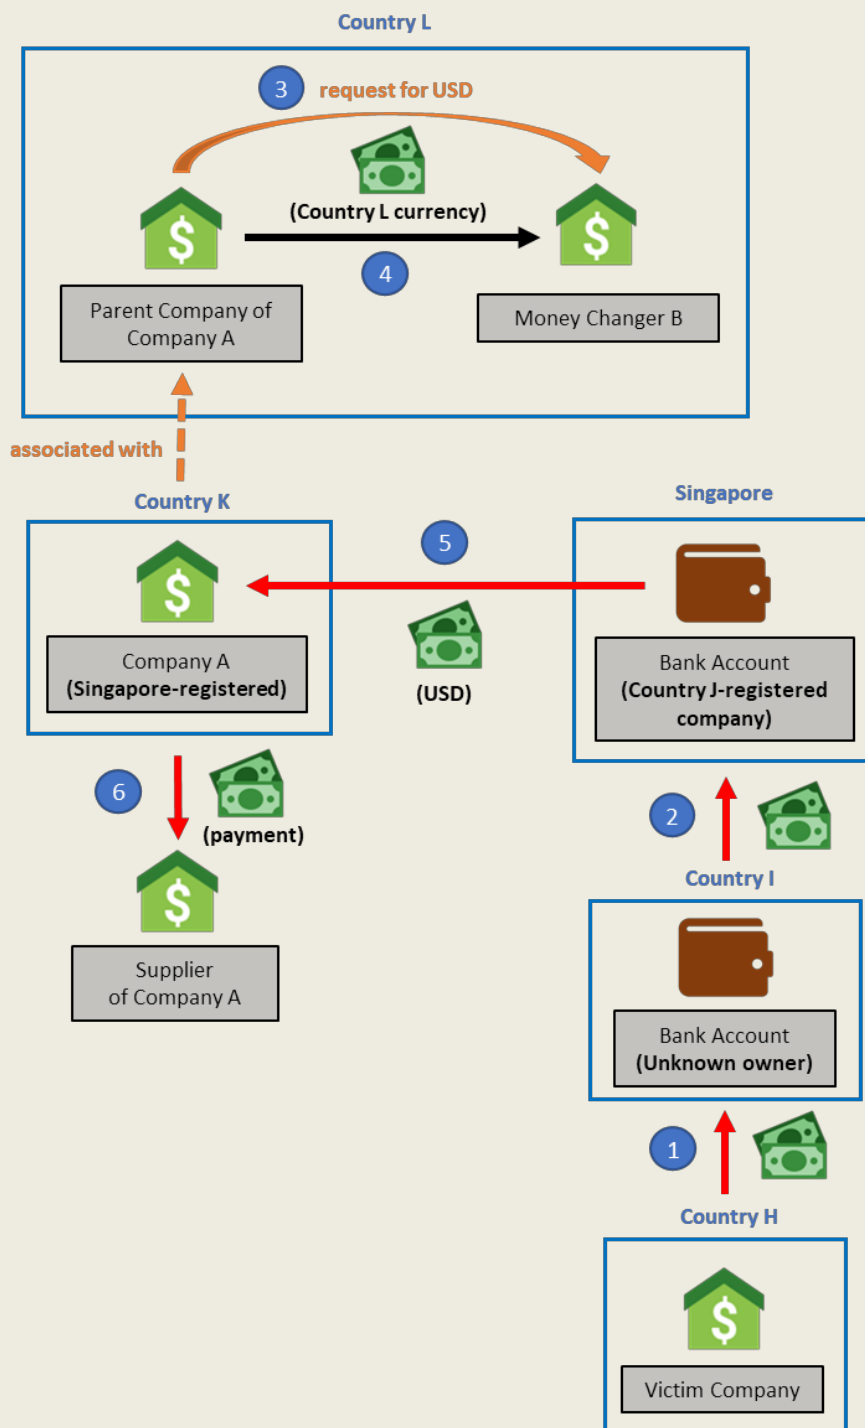 Country L
3
request for USD
$
(Country L currency)
$
4
Parent Company of
Company A
Money Changer B
associated with
Country K
Singapore
5
$
Company A
(Singapore-registered)
(USD)
Bank Account
(Country J-registered
company)
6
(payment)
2
Country I
$
Supplier
of Company A
Bank Account
(Unknown owner)
1
Country H
$
Victim Company